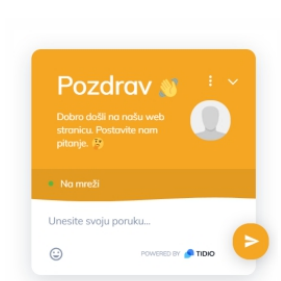 Pozdrav 👋
Dobro došli na našu web
stranicu. Postavite nam
pitanje. 🤔
Na mreži
Unesite svoju poruku...
POWERED BY TIDIO